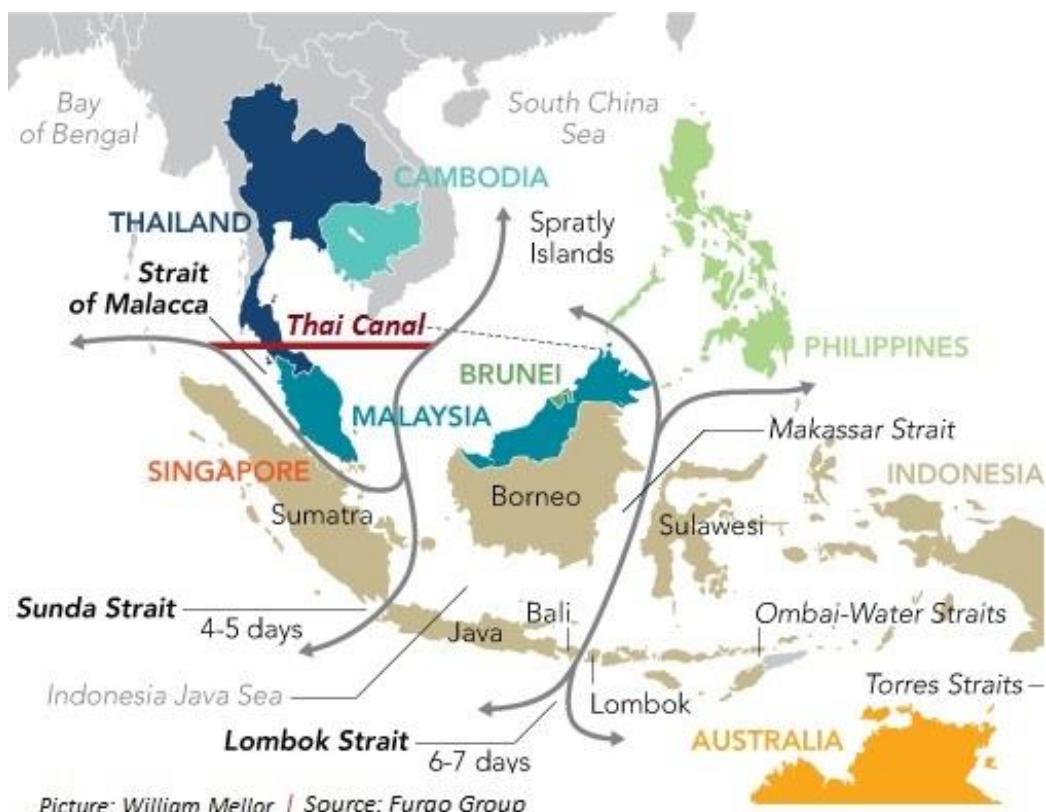 Bay
of Bengal
South China
Sea
CAMBODIA
THAILAND
Spratly
Islands
Strait
of Malacca
Thai Canal
PHILIPPINES
BRUNEI
MALAYSIA
Makassar Strait
SINGAPORE
INDONESIA
Borneo
Sumatra
Sulawesi
Sunda Strait
4-5 days
Bali
Ombai-Water Straits
Java
Indonesia Java Sea
Torres Straits
Lombok
Lombok Strait
AUSTRALIA
6-7 days
Picture: William Mellor | Source: Furgo Group